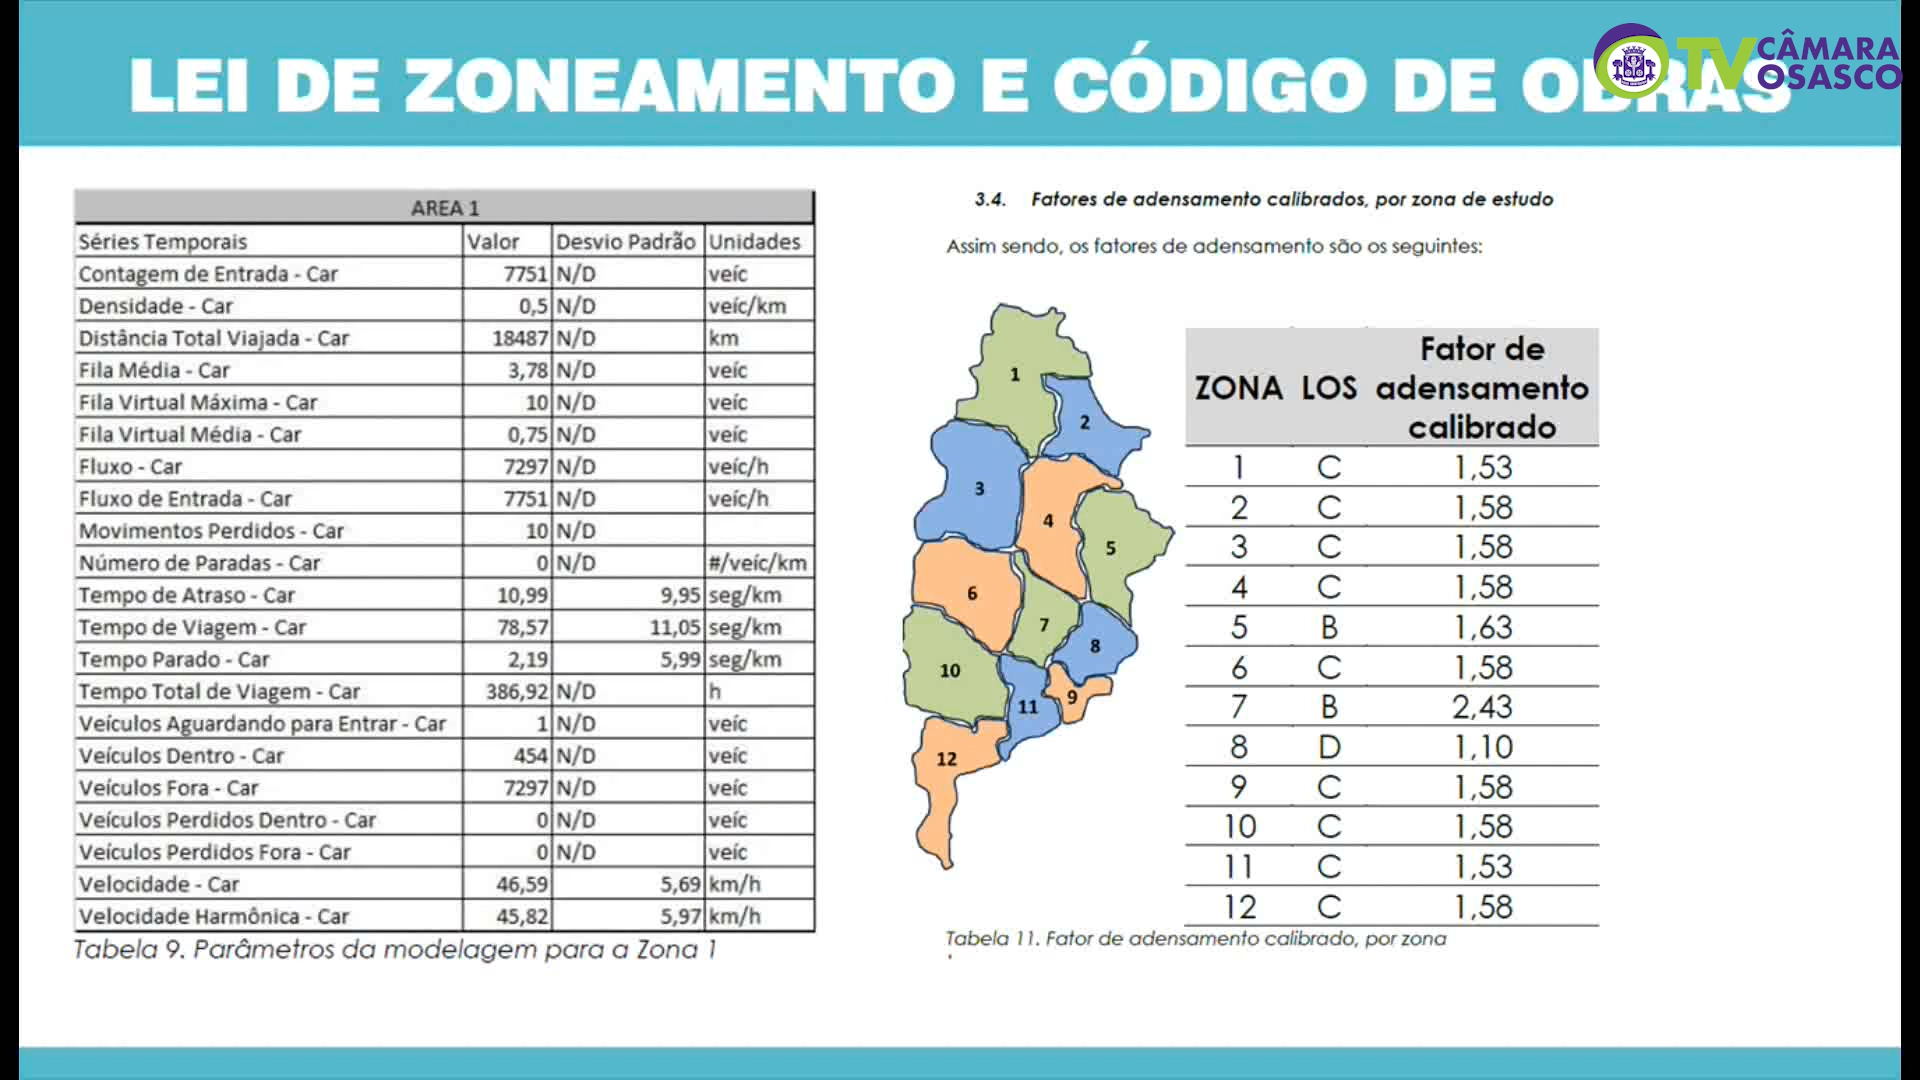 LEI DE ZONEAMENTO E CÓDIGO DE OBRAS
TV CÂMARA
OSASCO
AREA 1
Séries Temporais Valor Desvio Padrão Unidades
Contagem de Entrada - Car 7751 N/D veíc
Densidade - Car 0,5 N/D veíc/km
Distância Total Viajada - Car 18487 N/D km
Fila Média - Car 3,78 N/D veíc
Fila Virtual Máxima - Car 10 N/D veíc
Fila Virtual Média - Car 0,75 N/D veíc
Fluxo - Car 7297 N/D veíc/h
Fluxo de Entrada - Car 7751 N/D veíc/h
Movimentos Perdidos - Car 10 N/D
Número de Paradas - Car 0 N/D #/veíc/km
Tempo de Atraso - Car 10,99 9,95 seg/km
Tempo de Viagem - Car 78,57 11,05 seg/km
Tempo Parado - Car 2,19 5,99 seg/km
Tempo Total de Viagem - Car 386,92 N/D h
Veículos Aguardando para Entrar - Car 1 N/D veíc
Veículos Dentro - Car 454 N/D veíc
Veículos Fora - Car 7297 N/D veíc
Veículos Perdidos Dentro - Car 0 N/D veíc
Veículos Perdidos Fora - Car 0 N/D veíc
Velocidade - Car 46,59 5,69 km/h
Velocidade Harmônica - Car 45,82 5,97 km/h
Tabela 9. Parâmetros da modelagem para a Zona 1
3.4. Fatores de adensamento calibrados, por zona de estudo
Assim sendo, os fatores de adensamento são os seguintes:
1
2
3
4
5
6
7
8
9
10
11
12
ZONA LOS Fator de
adensamento
calibrado
1 C 1,53
2 C 1,58
3 C 1,58
4 C 1,58
5 B 1,63
6 C 1,58
7 B 2,43
8 D 1,10
9 C 1,58
10 C 1,58
11 C 1,53
12 C 1,58
Tabela 11. Fator de adensamento calibrado, por zona